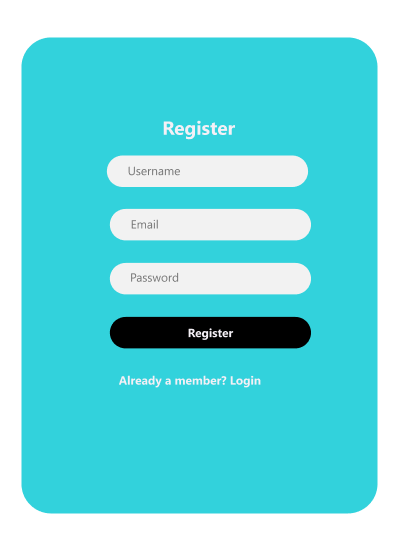 Register
Username
Email
Password
Register
Already a member? Login